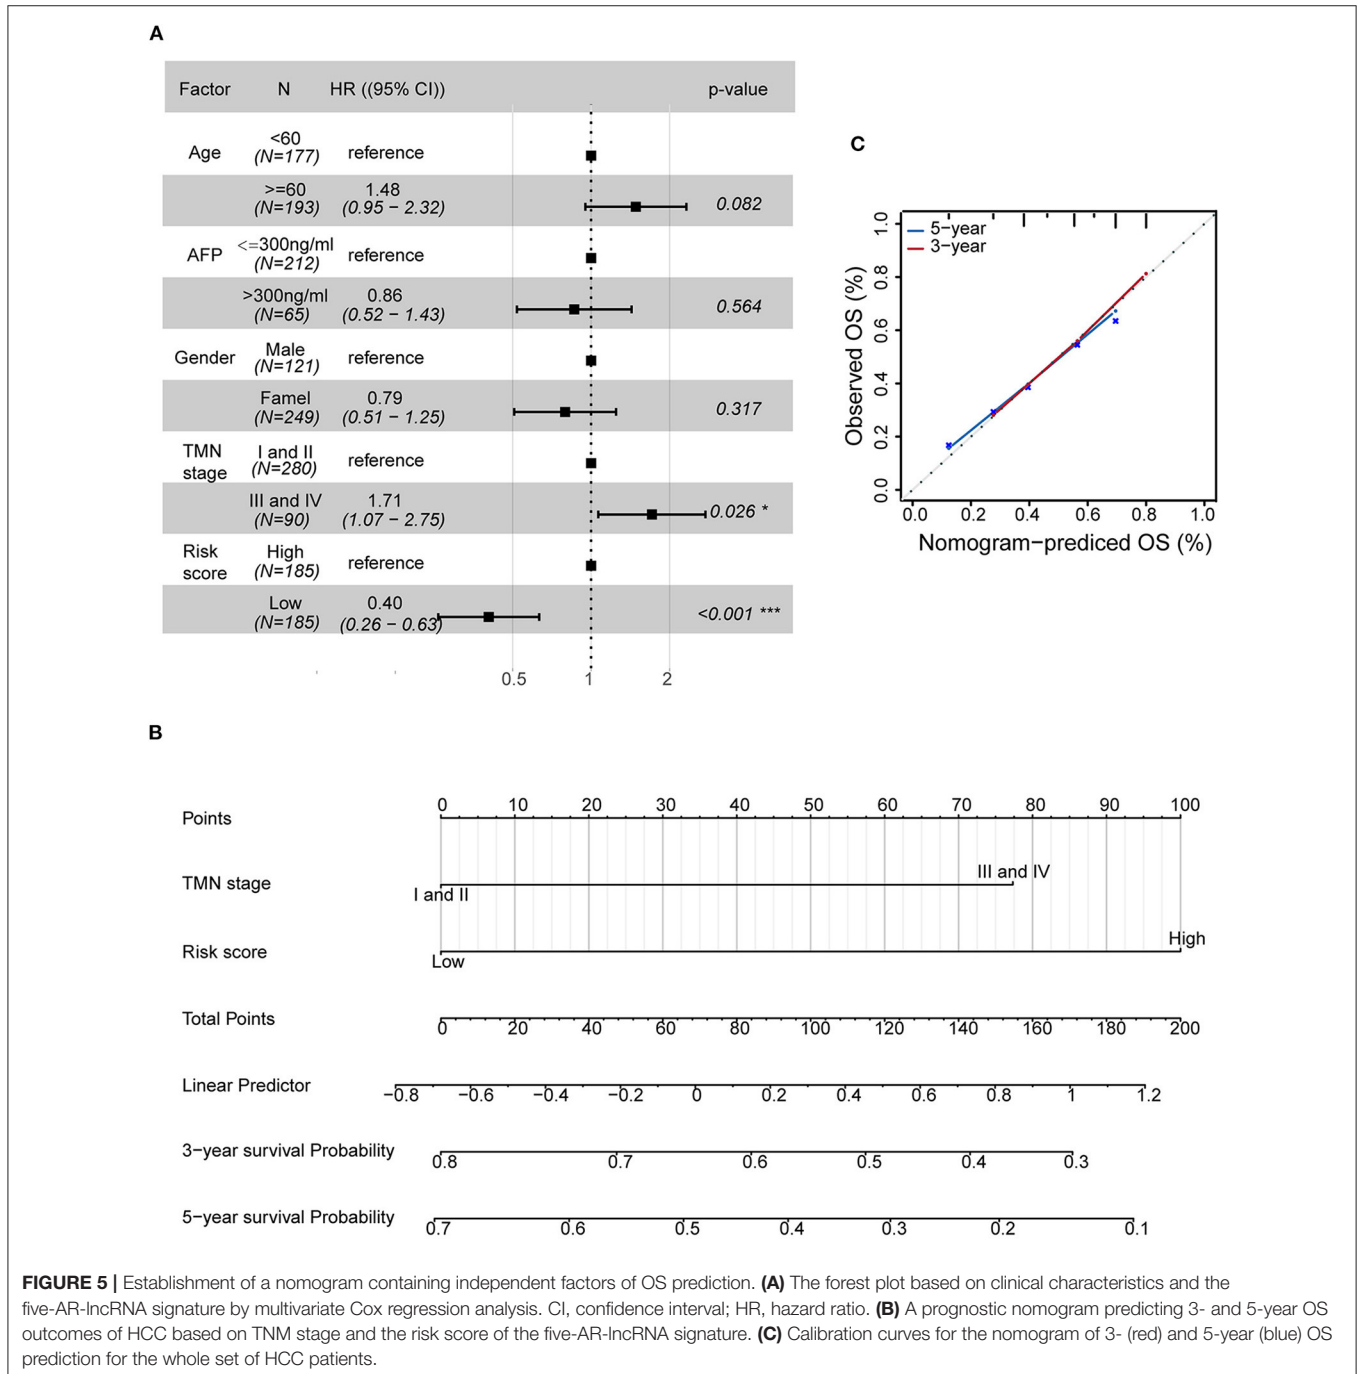 A
Factor N HR ((95% CI)) p-value
Age <60 (N=177) reference
>=60 (N=193) 1.48 (0.95 − 2.32) 0.082
AFP <=300ng/ml (N=212) reference
>300ng/ml (N=65) 0.86 (0.52 − 1.43) 0.564
Gender Male (N=121) reference
Famel (N=249) 0.79 (0.51 − 1.25) 0.317
TMN stage I and II (N=280) reference
III and IV (N=90) 1.71 (1.07 − 2.75) 0.026 *
Risk score High (N=185) reference
Low (N=185) 0.40 (0.26 − 0.63) <0.001 ***
0.5 1 2
C
5−year
3−year
Observed OS (%)
0.0 0.2 0.4 0.6 0.8 1.0
0.0 0.2 0.4 0.6 0.8 1.0
Nomogram−prediced OS (%)
B
Points 0 10 20 30 40 50 60 70 80 90 100
TMN stage I and II III and IV
Risk score Low High
Total Points 0 20 40 60 80 100 120 140 160 180 200
Linear Predictor −0.8 −0.6 −0.4 −0.2 0 0.2 0.4 0.6 0.8 1 1.2
3−year survival Probability 0.8 0.7 0.6 0.5 0.4 0.3
5−year survival Probability 0.7 0.6 0.5 0.4 0.3 0.2 0.1
FIGURE 5 | Establishment of a nomogram containing independent factors of OS prediction. (A) The forest plot based on clinical characteristics and the
five-AR-lncRNA signature by multivariate Cox regression analysis. CI, confidence interval; HR, hazard ratio. (B) A prognostic nomogram predicting 3- and 5-year OS
outcomes of HCC based on TNM stage and the risk score of the five-AR-lncRNA signature. (C) Calibration curves for the nomogram of 3- (red) and 5-year (blue) OS
prediction for the whole set of HCC patients.